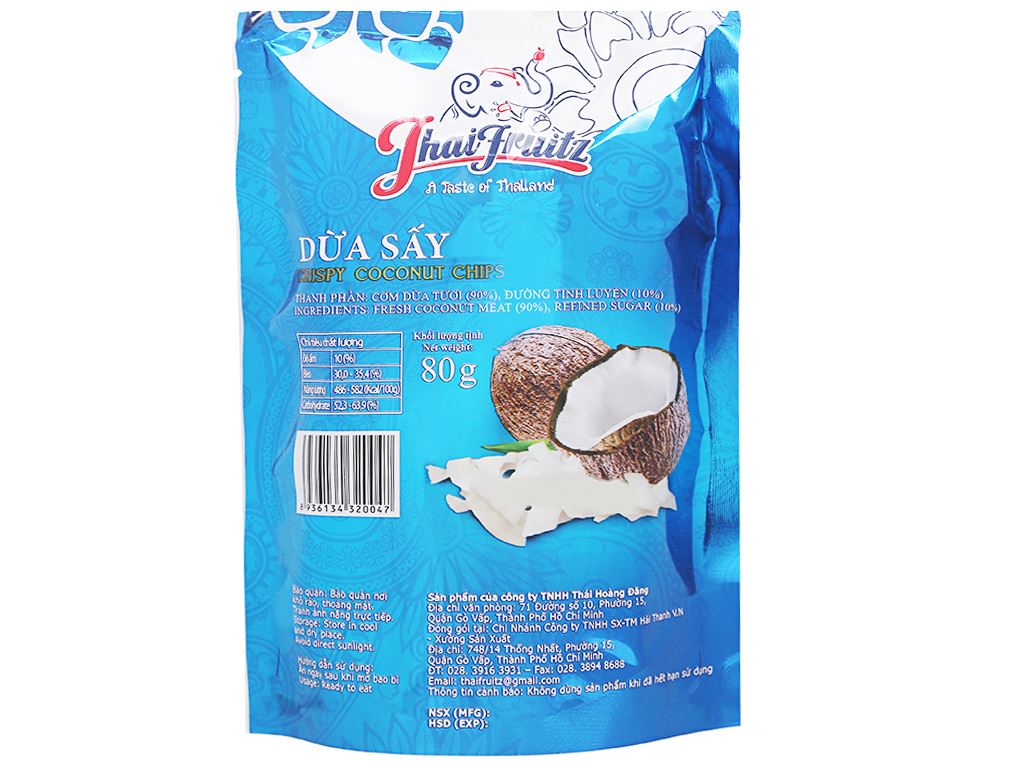 ThaiFruitz
A Taste of Thailand
DỪA SẤY
CRISPY COCONUT CHIPS
THÀNH PHẦN: CƠM DỪA TƯƠI (90%), ĐƯỜNG TINH LUYỆN (10%)
INGREDIENTS: FRESH COCONUT MEAT (90%), REFINED SUGAR (10%)
Chỉ tiêu chất lượng
Độ ẩm 10 (%)
Béo 30,0 - 35,4 (%)
Năng lượng 486 - 582 (Kcal/100g)
Carbohydrate 52,3 - 63,9 (%)
Khối lượng tịnh
Net weight:
80 g
8 936134 320047
Bảo quản: Bảo quản nơi
khô ráo, thoáng mát.
Tránh ánh nắng trực tiếp.
Storage: Store in cool
and dry place.
Avoid direct sunlight.
Hướng dẫn sử dụng:
Ăn ngay sau khi mở bao bì
Usage: Ready to eat
Sản phẩm của công ty TNHH Thái Hoàng Đăng
Địa chỉ văn phòng: 71 Đường số 10, Phường 15,
Quận Gò Vấp, Thành Phố Hồ Chí Minh
Đóng gói tại: Chi Nhánh Công ty TNHH SX-TM Hải Thanh V.N
- Xưởng Sản Xuất
Địa chỉ: 748/14 Thống Nhất, Phường 15,
Quận Gò Vấp, Thành Phố Hồ Chí Minh
ĐT: 028. 3916 3931 – Fax: 028. 3894 8688
Email: thaifruitz@gmail.com
Thông tin cảnh báo: Không dùng sản phẩm khi đã hết hạn sử dụng
NSX (MFG):
HSD (EXP):